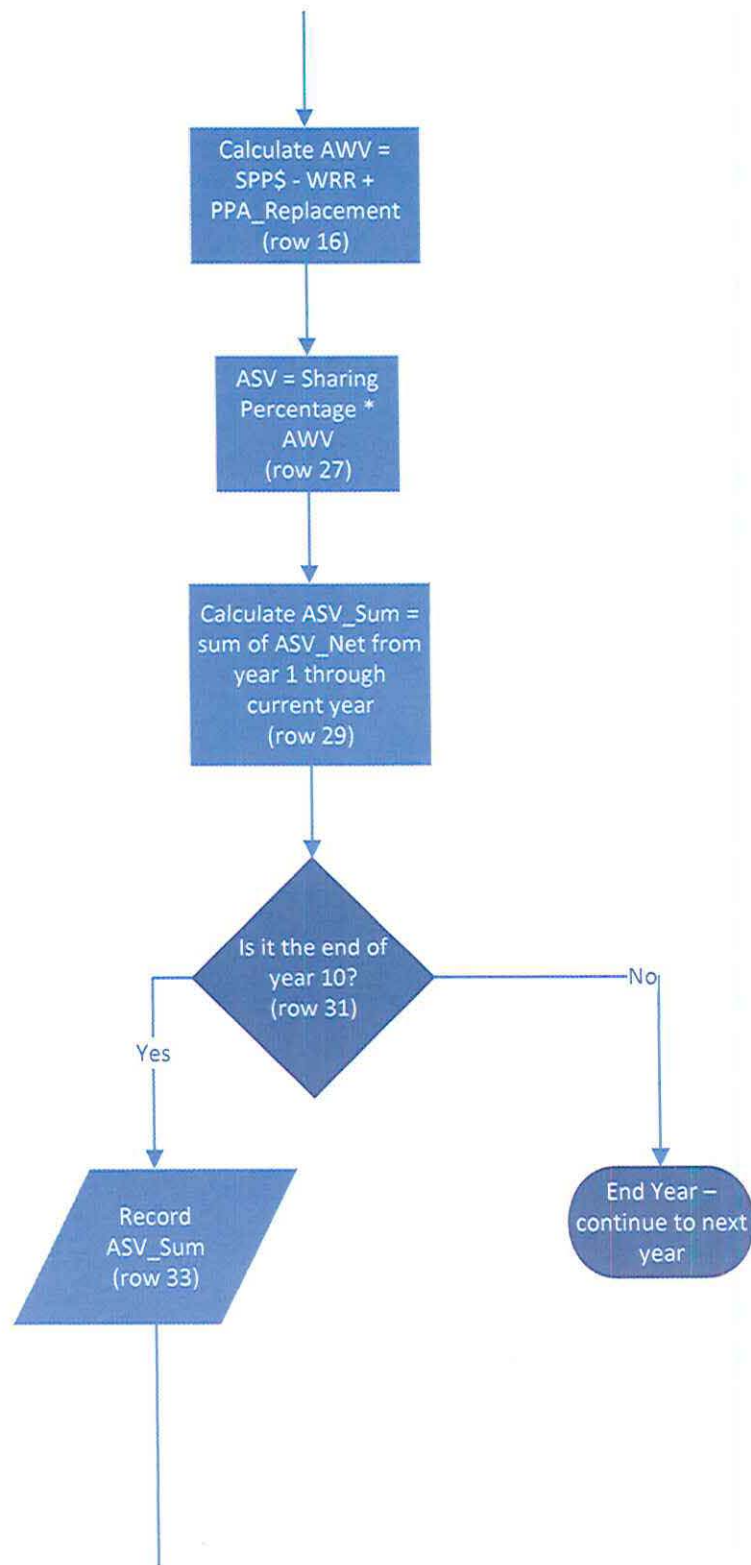 Calculate AWV =
SPP$ - WRR +
PPA_Replacement
(row 16)
ASV = Sharing
Percentage *
AWV
(row 27)
Calculate ASV_Sum =
sum of ASV_Net from
year 1 through
current year
(row 29)
Is it the end of
year 10?
(row 31)
No
Yes
Record
ASV_Sum
(row 33)
End Year –
continue to next
year